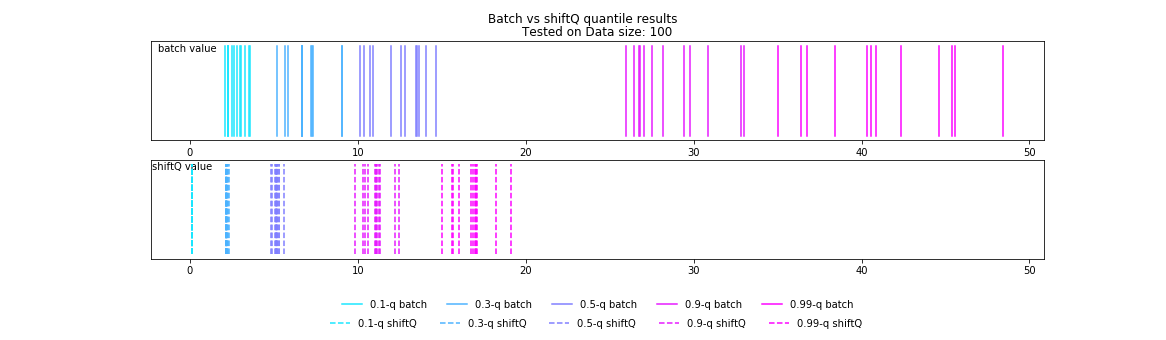 Batch vs shiftQ quantile results
Tested on Data size: 100
batch value
0 10 20 30 40 50
shiftQ value
0 10 20 30 40 50
0.1-q batch 0.3-q batch 0.5-q batch 0.9-q batch 0.99-q batch
0.1-q shiftQ 0.3-q shiftQ 0.5-q shiftQ 0.9-q shiftQ 0.99-q shiftQ